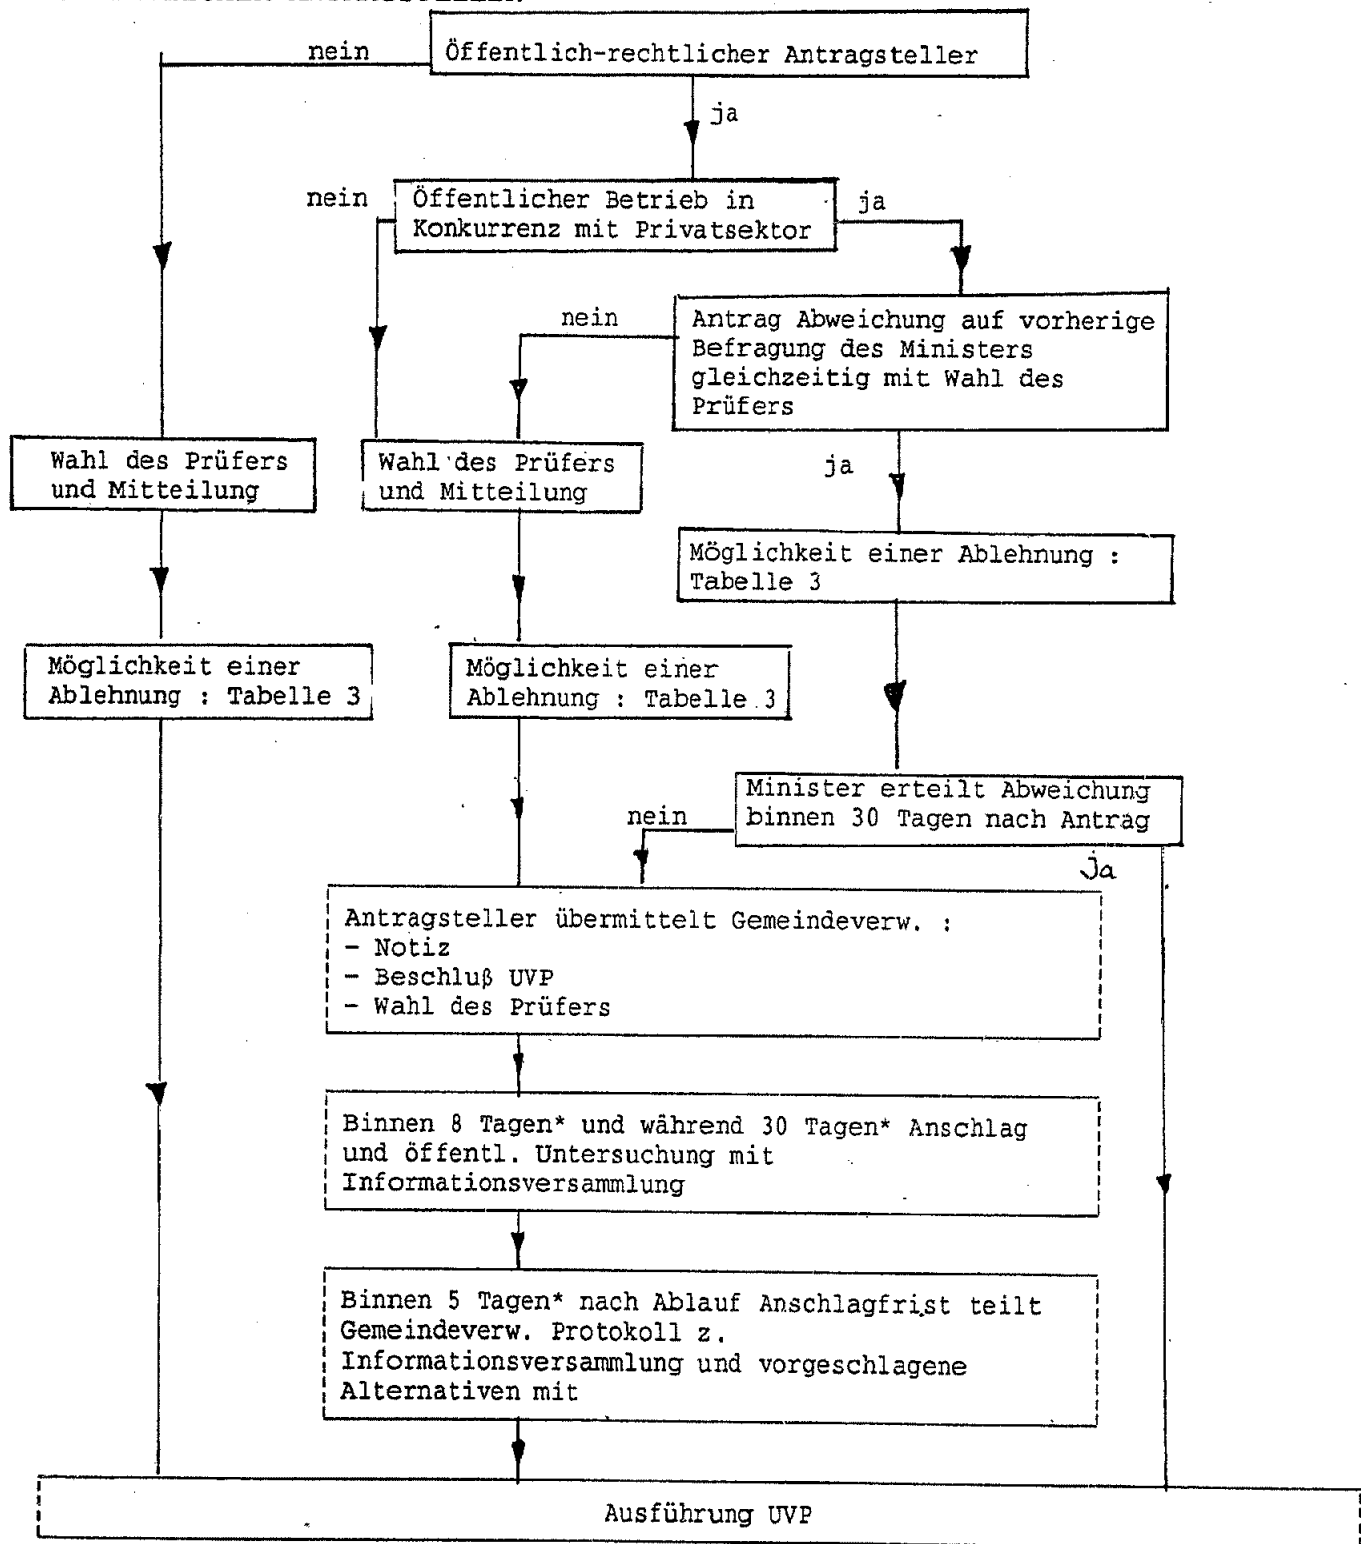 nein
Öffentlich-rechtlicher Antragsteller
ja
nein
Öffentlicher Betrieb in
Konkurrenz mit Privatsektor
ja
nein
Antrag Abweichung auf vorherige
Befragung des Ministers
gleichzeitig mit Wahl des
Prüfers
Wahl des Prüfers
und Mitteilung
Wahl des Prüfers
und Mitteilung
ja
Möglichkeit einer Ablehnung :
Tabelle 3
Möglichkeit einer
Ablehnung : Tabelle 3
Möglichkeit einer
Ablehnung : Tabelle 3
Minister erteilt Abweichung
binnen 30 Tagen nach Antrag
nein
ja
Antragsteller übermittelt Gemeindeverw. :
- Notiz
- Beschluß UVP
- Wahl des Prüfers
Binnen 8 Tagen* und während 30 Tagen* Anschlag
und öffentl. Untersuchung mit
Informationsversammlung
Binnen 5 Tagen* nach Ablauf Anschlagfrist teilt
Gemeindeverw. Protokoll z.
Informationsversammlung und vorgeschlagene
Alternativen mit
Ausführung UVP